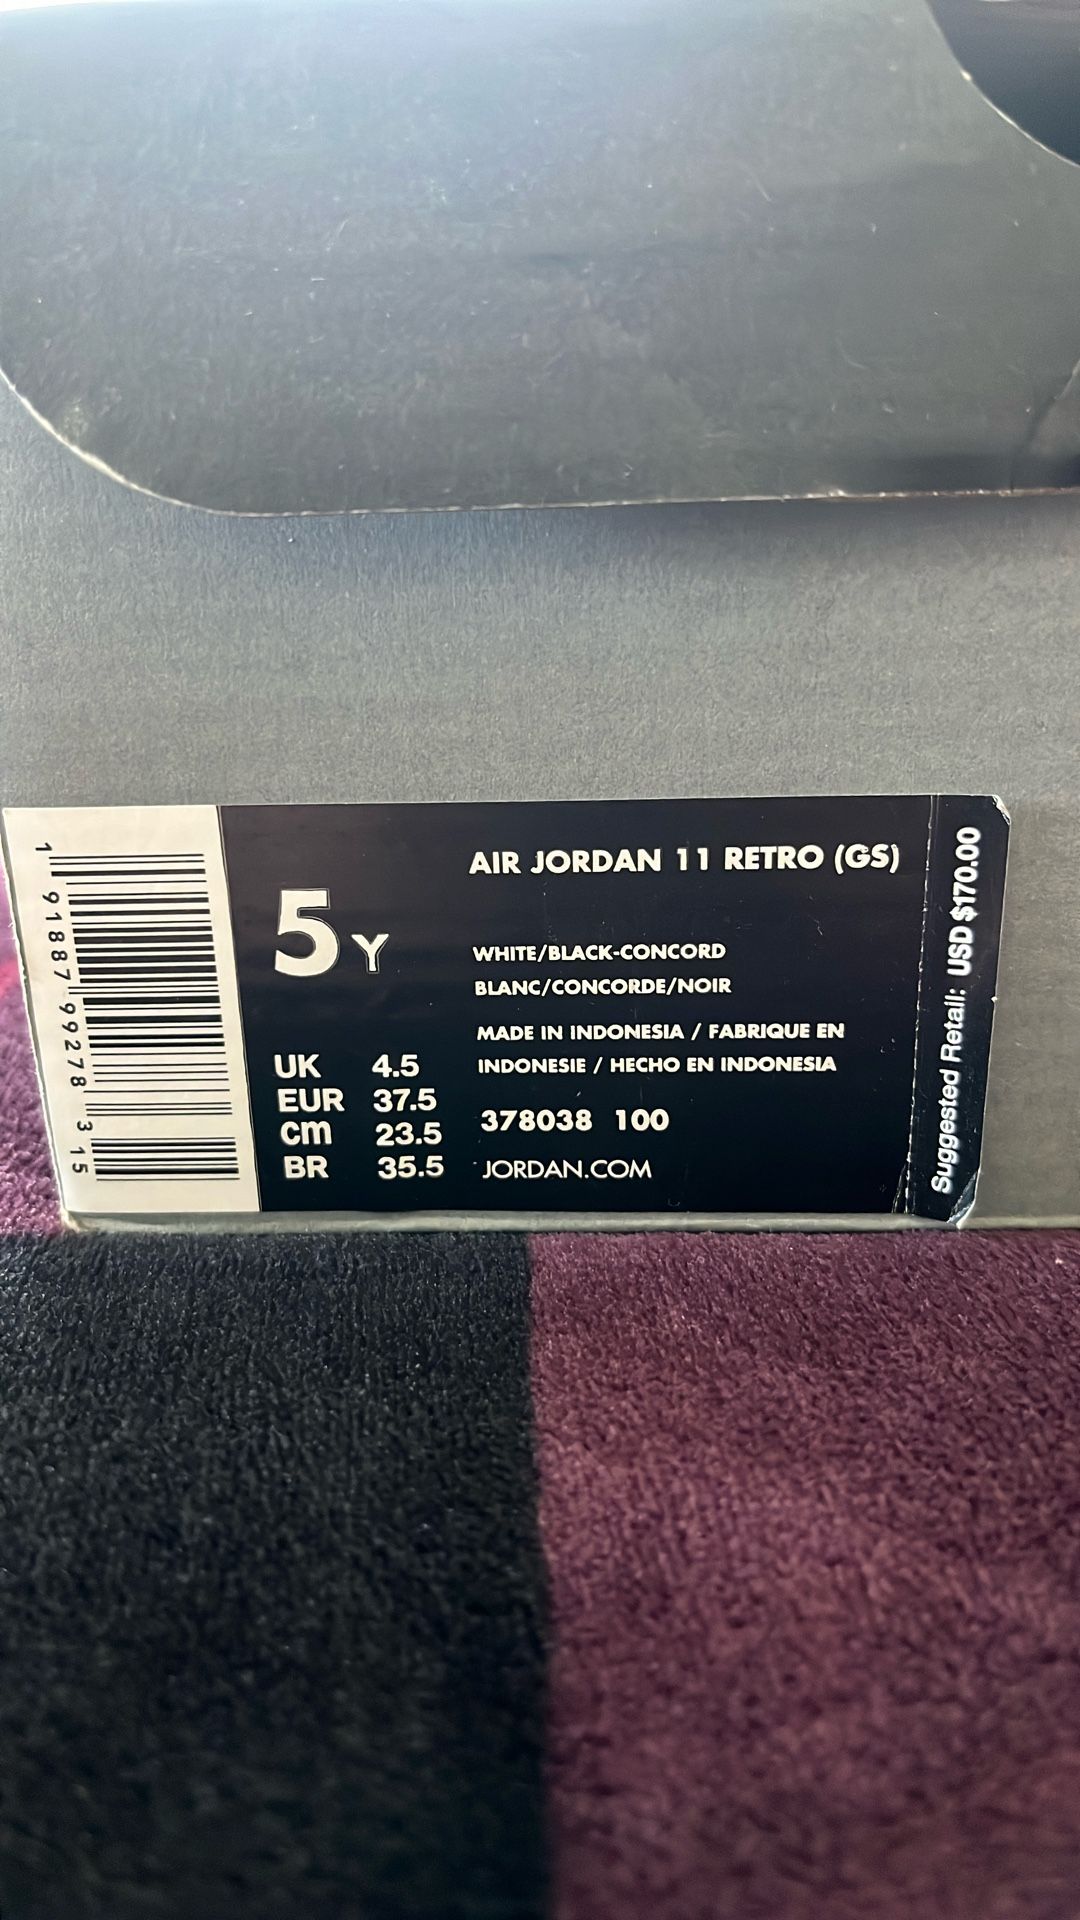 1 91887 99278 3 15
5 Y
UK 4.5
EUR 37.5
cm 23.5
BR 35.5
AIR JORDAN 11 RETRO (GS)
WHITE/BLACK-CONCORD
BLANC/CONCORDE/NOIR
MADE IN INDONESIA / FABRIQUE EN
INDONESIE / HECHO EN INDONESIA
378038 100
JORDAN.COM
Suggested Retail: USD $170.00